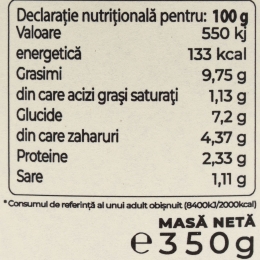 Declarație nutrițională pentru: 100 g
Valoare 550 kj
energetică 133 kcal
Grasimi 9,75 g
din care acizi grași saturați 1,13 g
Glucide 7,2 g
din care zaharuri 4,37 g
Proteine 2,33 g
Sare 1,11 g
*Consumul de referință al unui adult obișnuit (8400kJ/2000kcal)
MASĂ NETĂ
e 350g